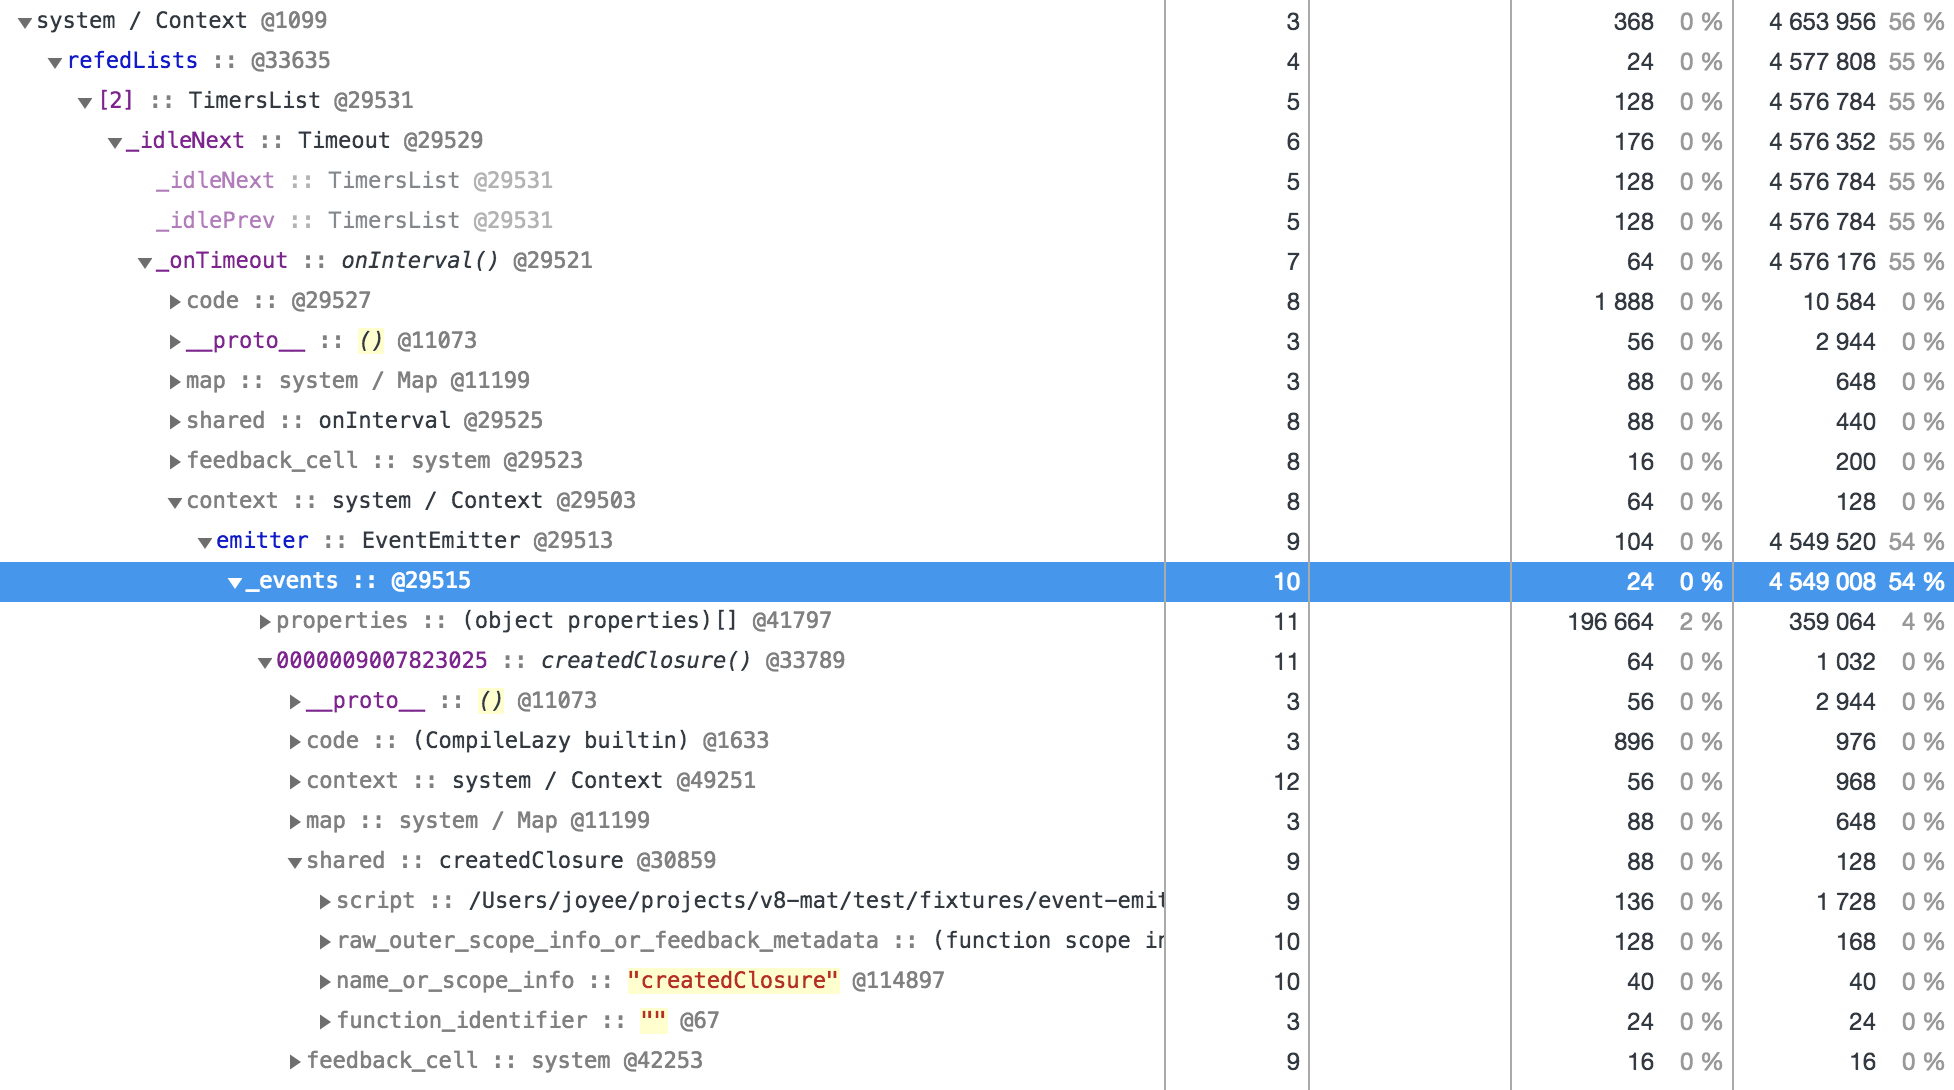 ▼system / Context @1099 3 368 0 % 4 653 956 56 %
▼refedLists :: @33635 4 24 0 % 4 577 808 55 %
▼[2] :: TimersList @29531 5 128 0 % 4 576 784 55 %
▼_idleNext :: Timeout @29529 6 176 0 % 4 576 352 55 %
_idleNext :: TimersList @29531 5 128 0 % 4 576 784 55 %
_idlePrev :: TimersList @29531 5 128 0 % 4 576 784 55 %
▼_onTimeout :: onInterval() @29521 7 64 0 % 4 576 176 55 %
▶code :: @29527 8 1 888 0 % 10 584 0 %
▶__proto__ :: () @11073 3 56 0 % 2 944 0 %
▶map :: system / Map @11199 3 88 0 % 648 0 %
▶shared :: onInterval @29525 8 88 0 % 440 0 %
▶feedback_cell :: system @29523 8 16 0 % 200 0 %
▼context :: system / Context @29503 8 64 0 % 128 0 %
▼emitter :: EventEmitter @29513 9 104 0 % 4 549 520 54 %
▼_events :: @29515 10 24 0 % 4 549 008 54 %
▶properties :: (object properties)[] @41797 11 196 664 2 % 359 064 4 %
▼0000009007823025 :: createdClosure() @33789 11 64 0 % 1 032 0 %
▶__proto__ :: () @11073 3 56 0 % 2 944 0 %
▶code :: (CompileLazy builtin) @1633 3 896 0 % 976 0 %
▶context :: system / Context @49251 12 56 0 % 968 0 %
▶map :: system / Map @11199 3 88 0 % 648 0 %
▼shared :: createdClosure @30859 9 88 0 % 128 0 %
▶script :: /Users/joyee/projects/v8-mat/test/fixtures/event-emit 9 136 0 % 1 728 0 %
▶raw_outer_scope_info_or_feedback_metadata :: (function scope in 10 128 0 % 168 0 %
▶name_or_scope_info :: "createdClosure" @114897 10 40 0 % 40 0 %
▶function_identifier :: "" @67 3 24 0 % 24 0 %
▶feedback_cell :: system @42253 9 16 0 % 16 0 %